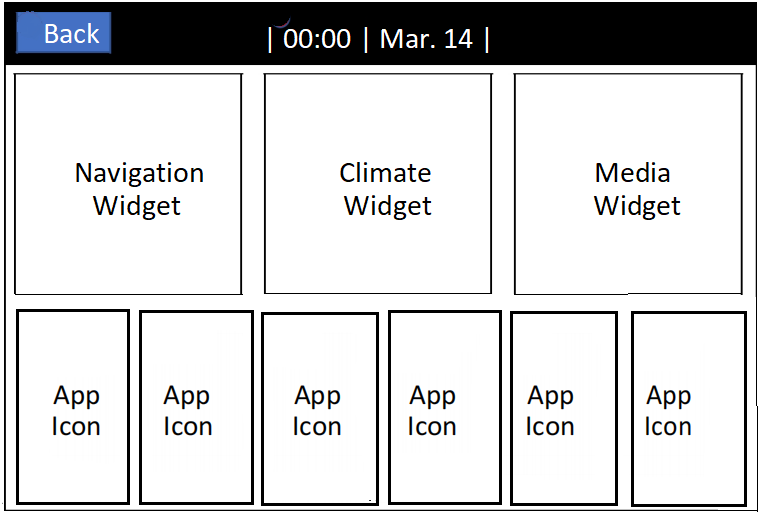 Back
| 00:00 | Mar. 14 |
Navigation
Widget
Climate
Widget
Media
Widget
App
Icon
App
Icon
App
Icon
App
Icon
App
Icon
App
Icon